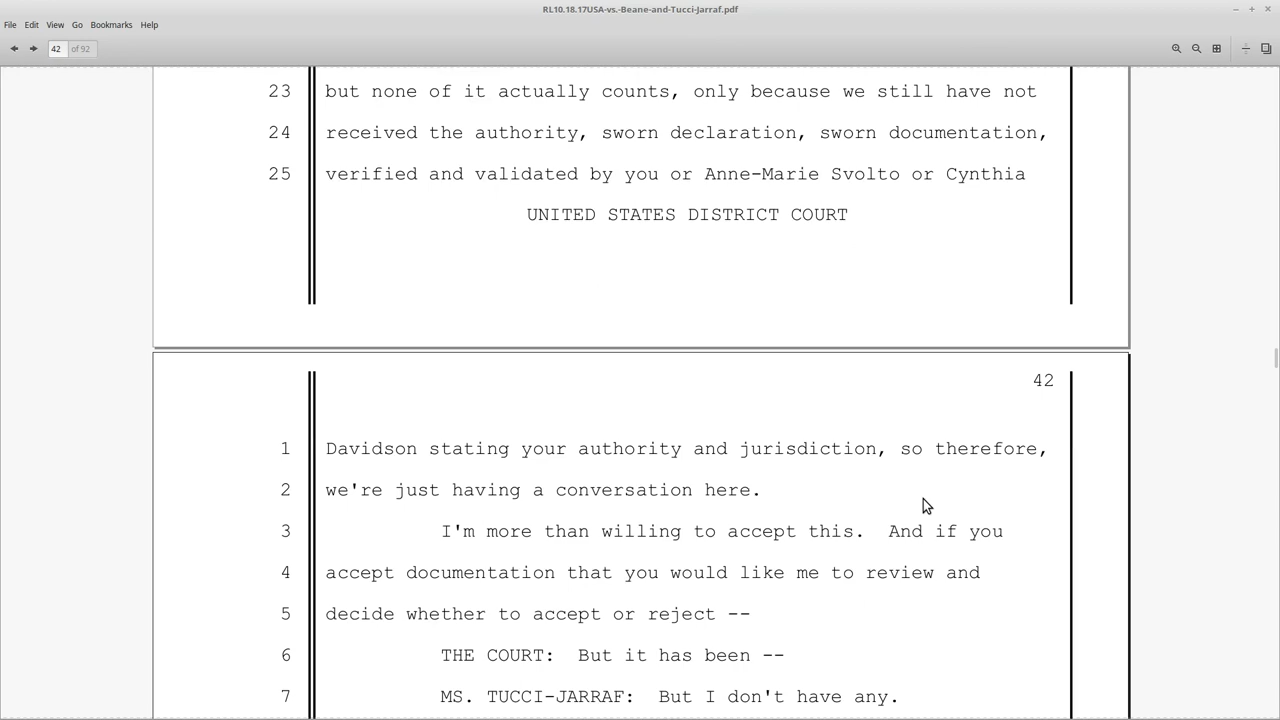 RL10.18.17USA-vs.-Beane-and-Tucci-Jarraf.pdf
File Edit View Go Bookmarks Help
42 of 92
23 but none of it actually counts, only because we still have not
24 received the authority, sworn declaration, sworn documentation,
25 verified and validated by you or Anne-Marie Svolto or Cynthia
UNITED STATES DISTRICT COURT
42
1 Davidson stating your authority and jurisdiction, so therefore,
2 we're just having a conversation here.
3 I'm more than willing to accept this. And if you
4 accept documentation that you would like me to review and
5 decide whether to accept or reject --
6 THE COURT: But it has been --
7 MS. TUCCI-JARRAF: But I don't have any.